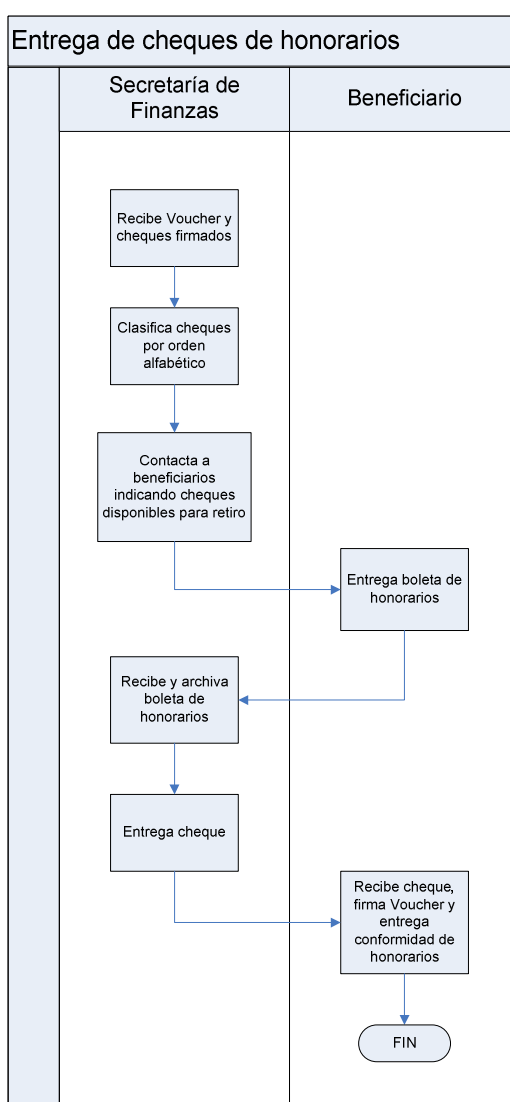 Entrega de cheques de honorarios
Secretaría de
Finanzas
Beneficiario
Recibe Voucher y
cheques firmados
Clasifica cheques
por orden
alfabético
Contacta a
beneficiarios
indicando cheques
disponibles para retiro
Entrega boleta de
honorarios
Recibe y archiva
boleta de
honorarios
Entrega cheque
Recibe cheque,
firma Voucher y
entrega
conformidad de
honorarios
FIN